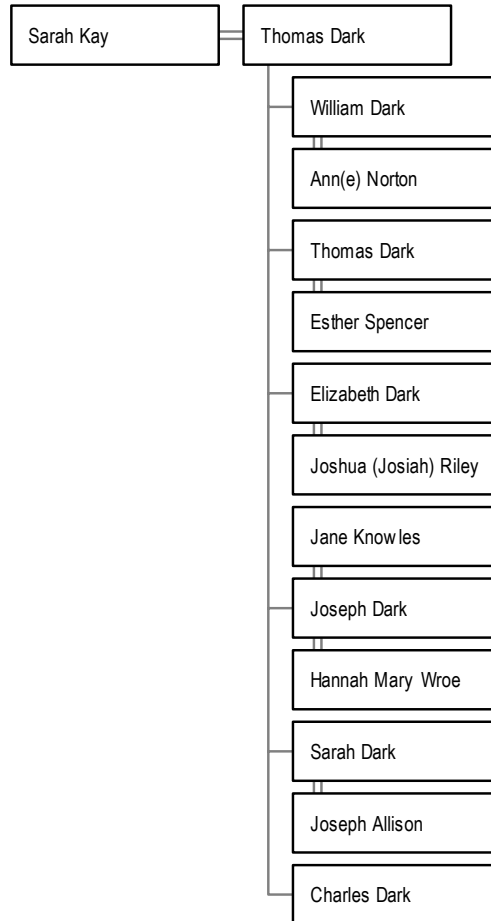 Sarah Kay
Thomas Dark
William Dark
Ann(e) Norton
Thomas Dark
Esther Spencer
Elizabeth Dark
Joshua (Josiah) Riley
Jane Knowles
Joseph Dark
Hannah Mary Wroe
Sarah Dark
Joseph Allison
Charles Dark